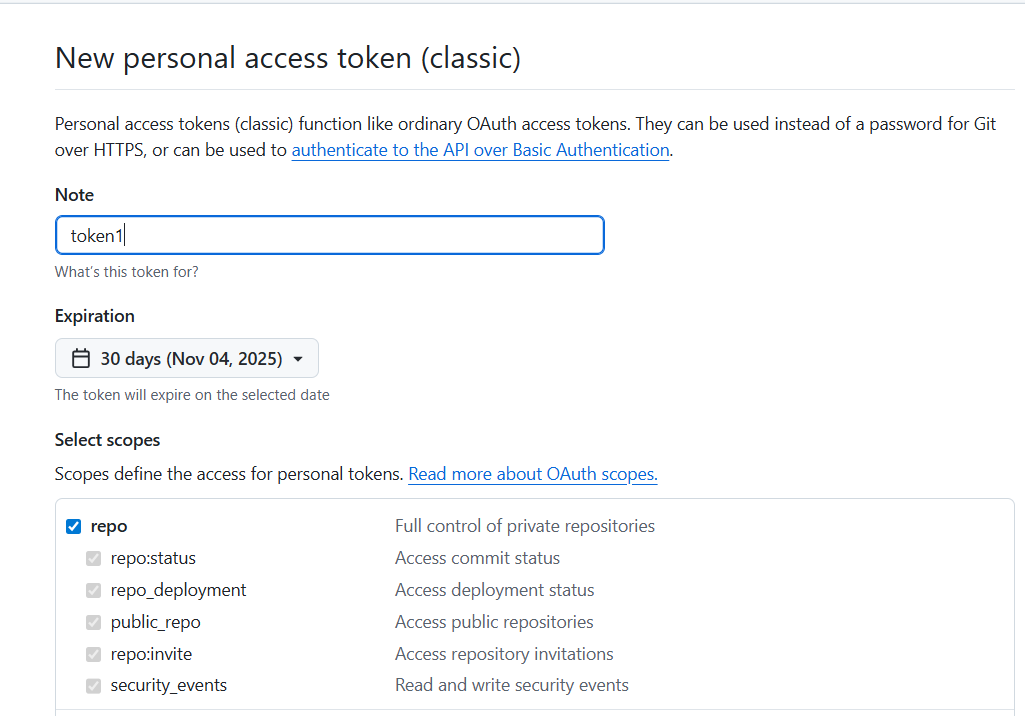 New personal access token (classic)
Personal access tokens (classic) function like ordinary OAuth access tokens. They can be used instead of a password for Git
over HTTPS, or can be used to authenticate to the API over Basic Authentication.
Note
token1
What's this token for?
Expiration
30 days (Nov 04, 2025)
The token will expire on the selected date
Select scopes
Scopes define the access for personal tokens. Read more about OAuth scopes.
repo Full control of private repositories
repo:status Access commit status
repo_deployment Access deployment status
public_repo Access public repositories
repo:invite Access repository invitations
security_events Read and write security events